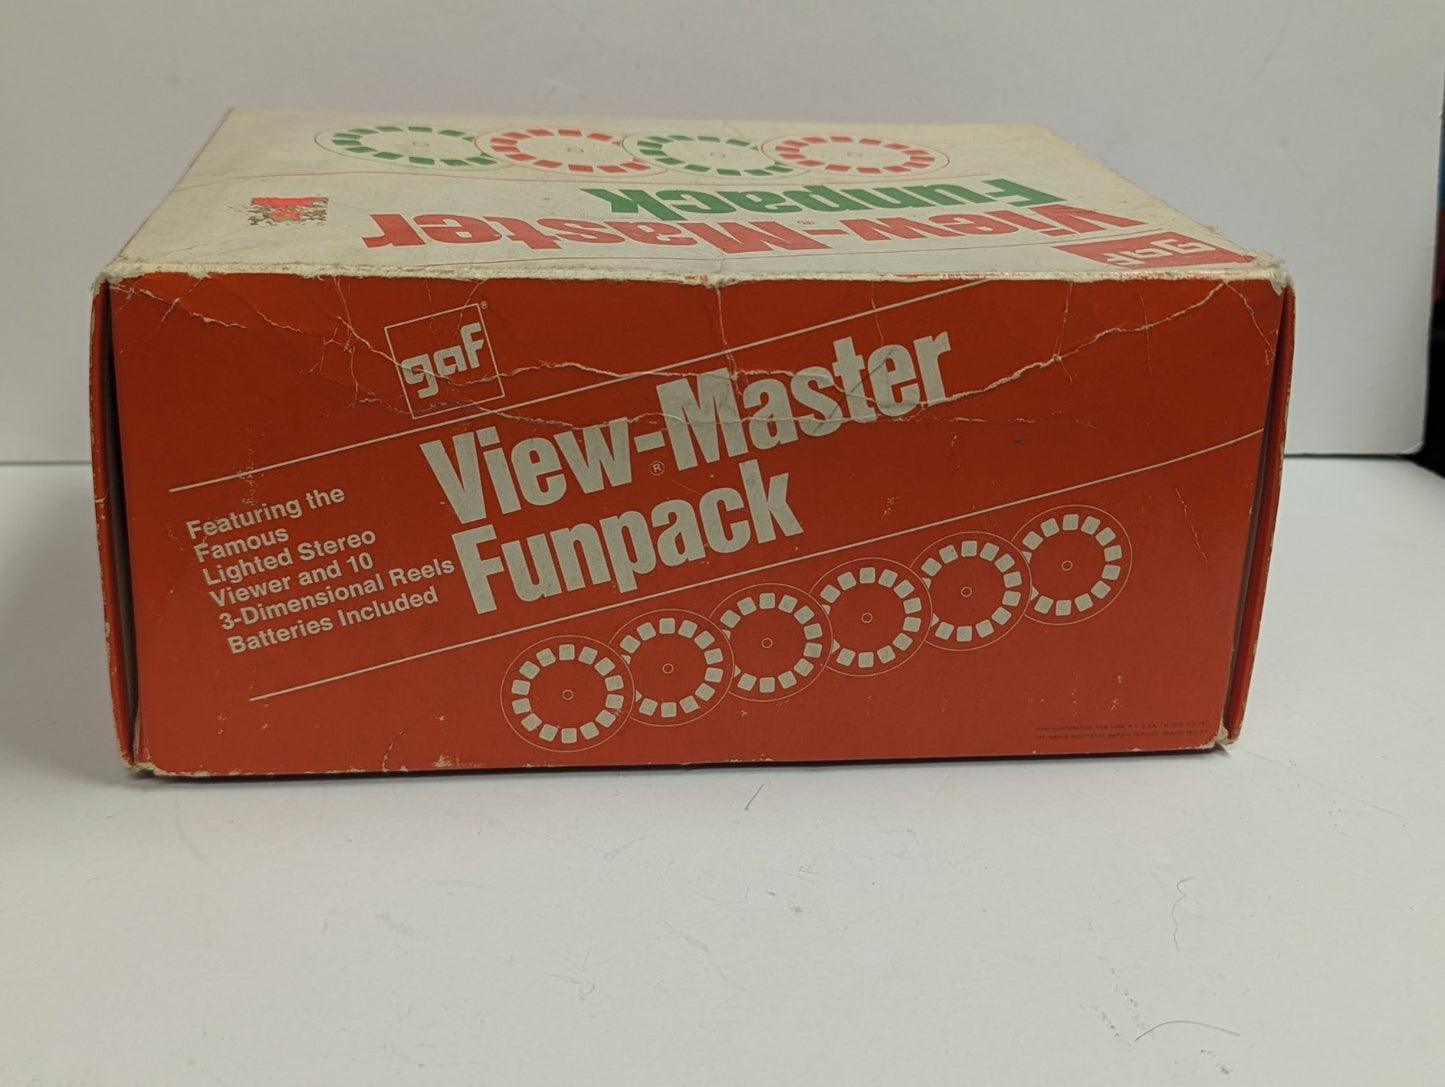 gaf
View-Master
Funpack
gaf®
View-Master®
Funpack
Featuring the
Famous
Lighted Stereo
Viewer and 10
3-Dimensional Reels
Batteries Included